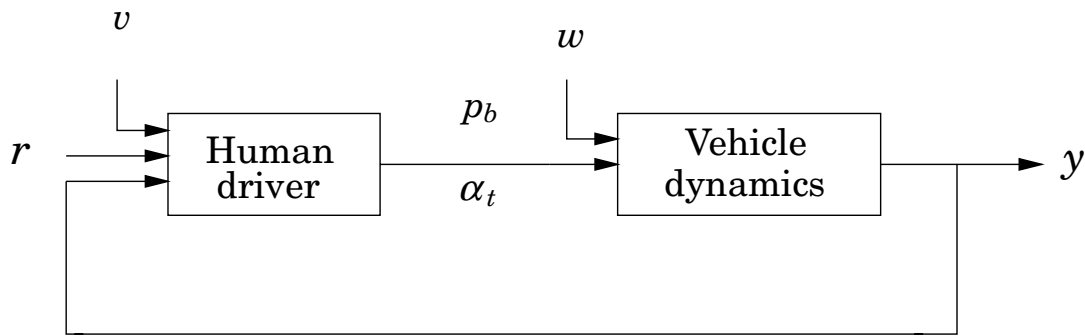 v
w
r
Human
driver
p_b
α_t
Vehicle
dynamics
y